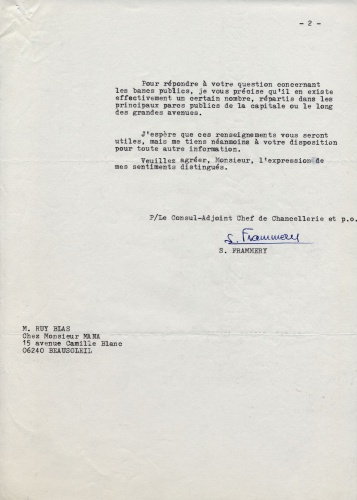 - 2 -
Pour répondre à votre question concernant
les bancs publics, je vous précise qu'il en existe
effectivement un certain nombre, répartis dans les
principaux parcs publics de la capitale ou le long
des grandes avenues.
J'espère que ces renseignements vous seront
utiles, mais me tiens néanmoins à votre disposition
pour toute autre information.
Veuillez agréer, Monsieur, l'expression de
mes sentiments distingués.
P/Le Consul-Adjoint Chef de Chancellerie et p.o.
S. Frammery
S. FRAMMERY
M. RUY BLAS
Chez Monsieur MANA
15 avenue Camille Blanc
06240 BEAUSOLEIL